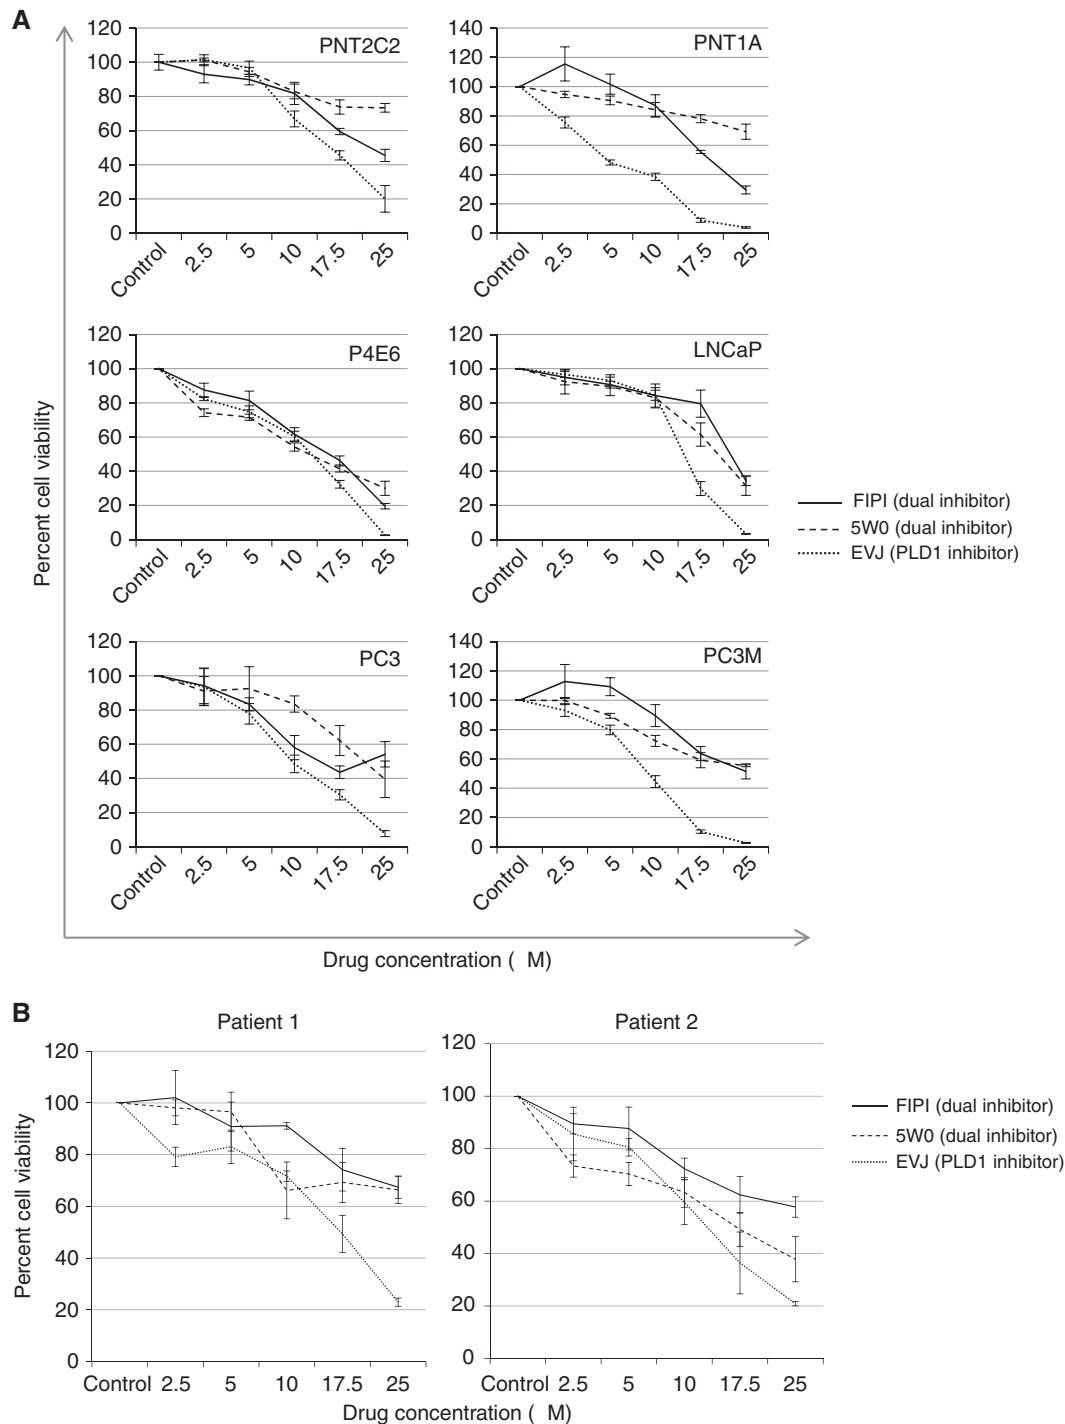 A
PNT2C2
120
100
80
60
40
20
0
Control 2.5 5 10 17.5 25
PNT1A
140
120
100
80
60
40
20
0
Control 2.5 5 10 17.5 25
P4E6
120
100
80
60
40
20
0
Control 2.5 5 10 17.5 25
LNCaP
120
100
80
60
40
20
0
Control 2.5 5 10 17.5 25
PC3
120
100
80
60
40
20
0
Control 2.5 5 10 17.5 25
PC3M
140
120
100
80
60
40
20
0
Control 2.5 5 10 17.5 25
Percent cell viability
Drug concentration ( M)
FIPI (dual inhibitor)
5W0 (dual inhibitor)
EVJ (PLD1 inhibitor)
B
Patient 1
120
100
80
60
40
20
0
Control 2.5 5 10 17.5 25
Patient 2
120
100
80
60
40
20
0
Control 2.5 5 10 17.5 25
Percent cell viability
Drug concentration ( M)
FIPI (dual inhibitor)
5W0 (dual inhibitor)
EVJ (PLD1 inhibitor)